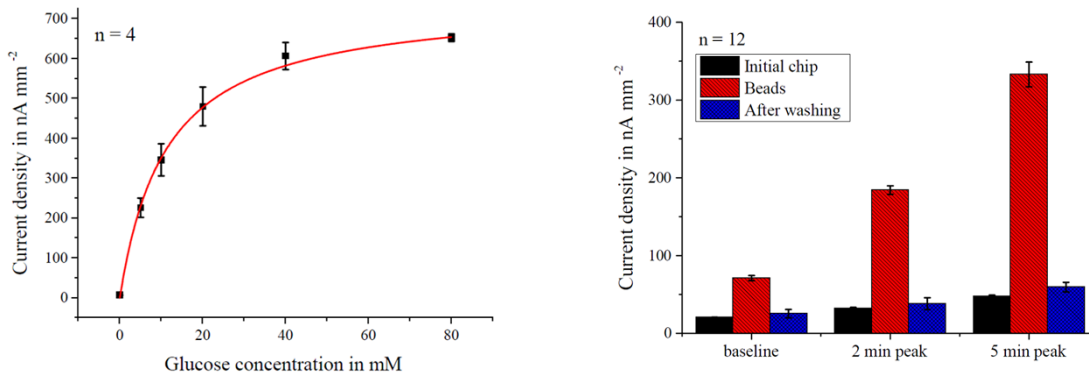 n = 4
Current density in nA mm⁻²
700
600
500
400
300
200
100
0
0 20 40 60 80
Glucose concentration in mM
n = 12
Initial chip
Beads
After washing
Current density in nA mm⁻²
400
300
200
100
0
baseline 2 min peak 5 min peak